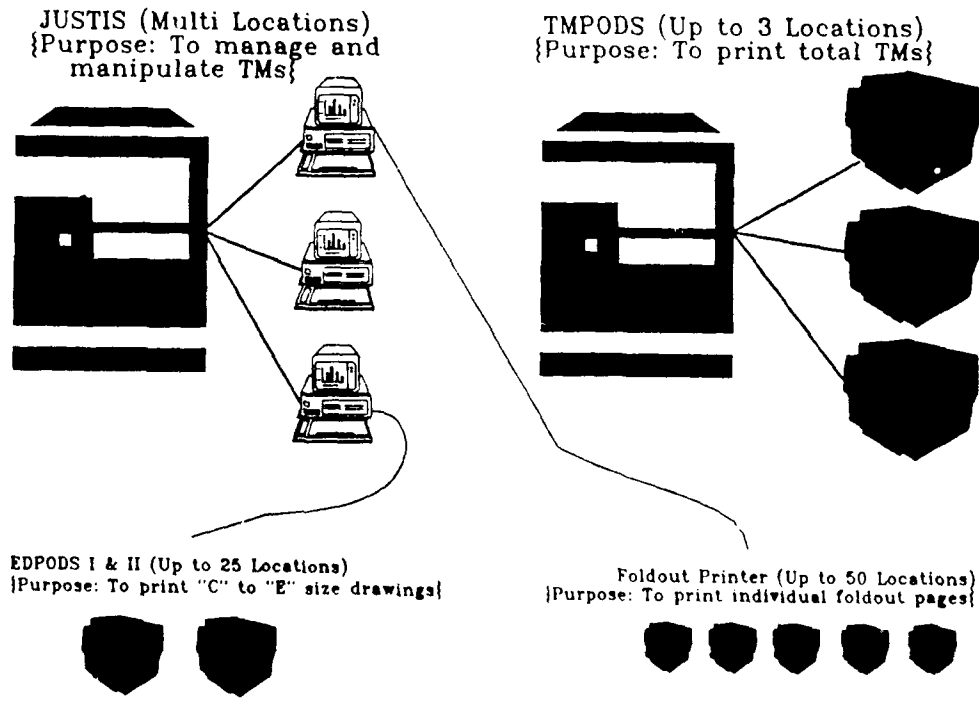 JUSTIS (Multi Locations)
{Purpose: To manage and
manipulate TMs{
TMPODS (Up to 3 Locations)
{Purpose: To print total TMs{
EDPODS I & II (Up to 25 Locations)
{Purpose: To print "C" to "E" size drawings{
Foldout Printer (Up to 50 Locations)
{Purpose: To print individual foldout pages{